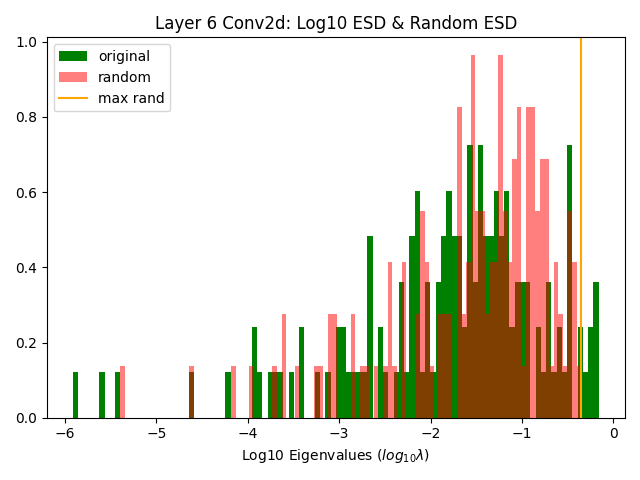 Layer 6 Conv2d: Log10 ESD & Random ESD
original
random
max rand
1.0
0.8
0.6
0.4
0.2
0.0
−6 −5 −4 −3 −2 −1 0
Log10 Eigenvalues (log₁₀λ)